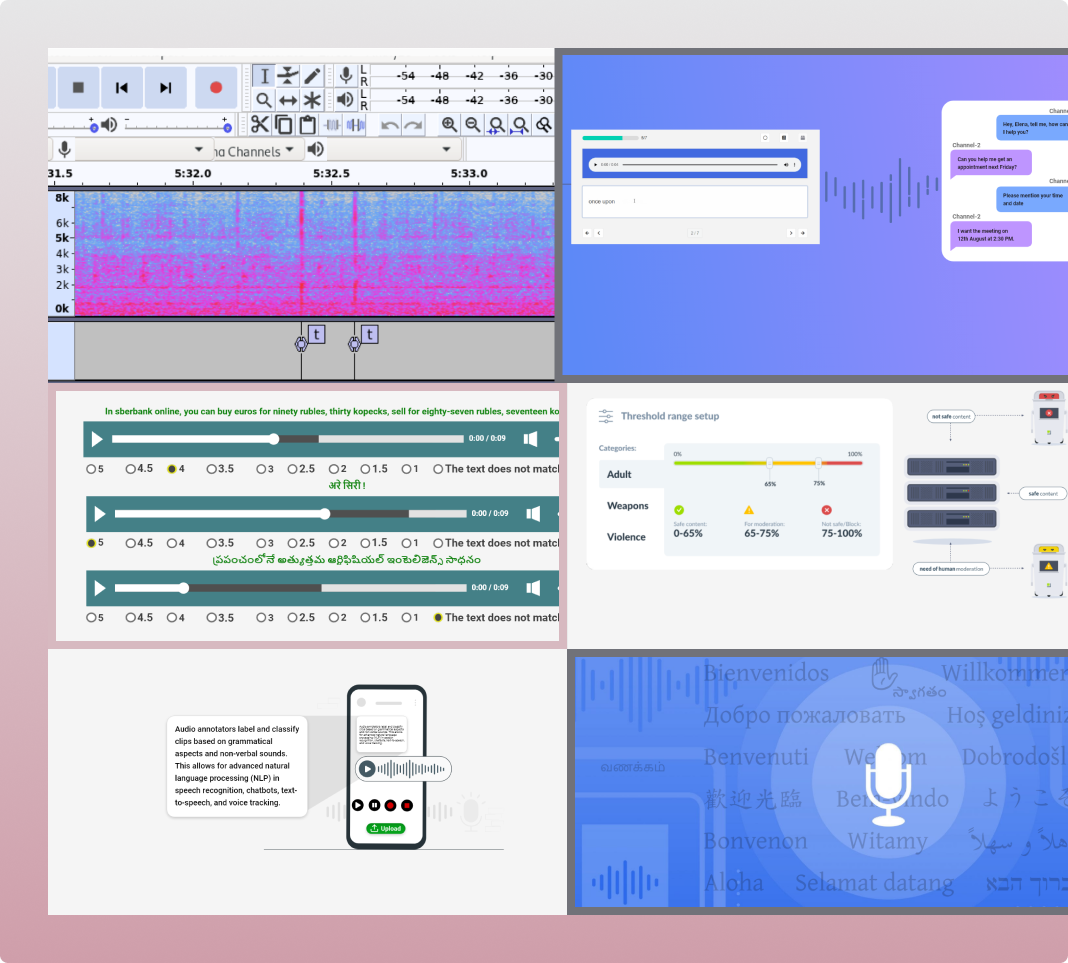 L
R
-54 -48 -42 -36 -30
L
R
-54 -48 -42 -36 -30
Channels
31.5 5:32.0 5:32.5 5:33.0
8k
6k
5k
4k
3k
2k
0k
t t
6/7
0:00 / 0:04
once upon
2 / 7
Hey, Elena, tell me, how can
I help you?
Channel-2
Can you help me get an
appointment next Friday?
Please mention your time
and date
Channel-2
I want the meeting on
12th August at 2:30 PM.
In sberbank online, you can buy euros for ninety rubles, thirty kopecks, sell for eighty-seven rubles, seventeen ko
0:00 / 0:09
5 4.5 4 3.5 3 2.5 2 1.5 1 The text does not match
अरे सिरी !
0:00 / 0:09
5 4.5 4 3.5 3 2.5 2 1.5 1 The text does not match
ప్రపంచంలోనే అత్యుత్తమ ఆర్టిఫిషియల్ ఇంటెలిజెన్స్ సాధనం
0:00 / 0:09
5 4.5 4 3.5 3 2.5 2 1.5 1 The text does not match
Threshold range setup
Categories:
Adult
Weapons
Violence
0% 100%
65% 75%
Safe content:
0-65%
For moderation:
65-75%
Not safe/Block:
75-100%
not safe content
safe content
need of human moderation
Audio annotators label and classify
clips based on grammatical
aspects and non-verbal sounds.
This allows for advanced natural
language processing (NLP) in
speech recognition, chatbots, text-
to-speech, and voice tracking.
Upload
Bienvenidos Willkommen
స్వాగతం
Добро пожаловать Hoş geldiniz
Benvenuti Dobrodošli
வணக்கம்
歡迎光臨 ようこそ
Bonvenon Witamy أهلاً و سهلاً
Aloha Selamat datang ברוך הבא